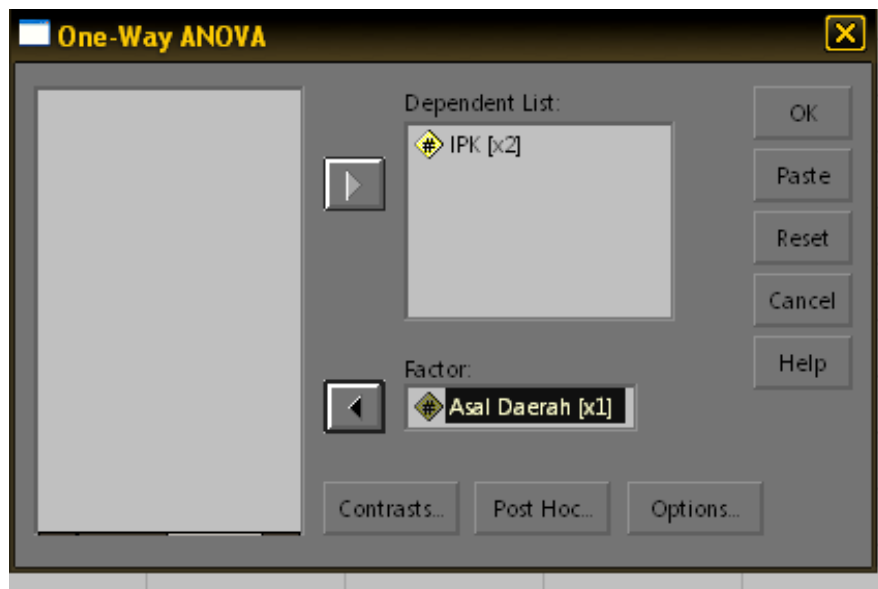 One-Way ANOVA
Dependent List:
# IPK [x2]
Factor:
# Asal Daerah [x1]
OK
Paste
Reset
Cancel
Help
Contrasts...
Post Hoc...
Options...